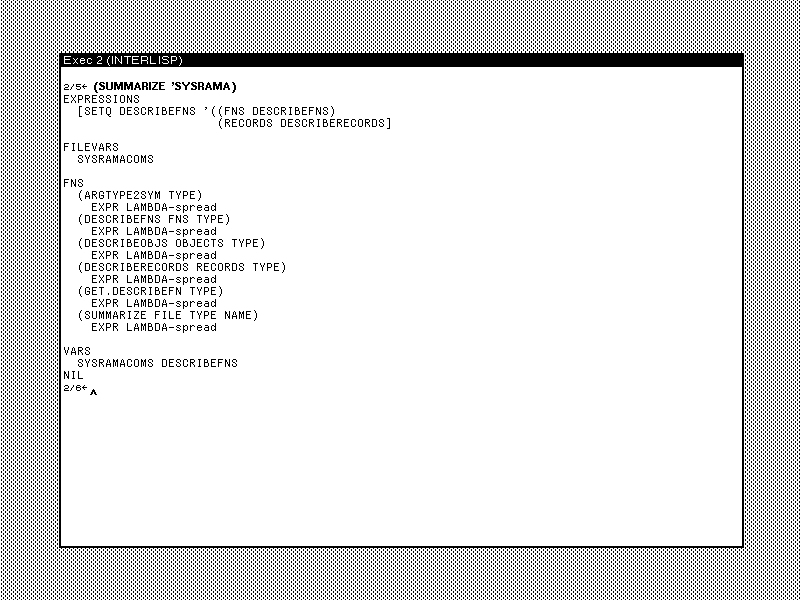 Exec 2 (INTERLISP)
2/5← (SUMMARIZE 'SYSRAMA)
EXPRESSIONS
[SETQ DESCRIBEFNS '((FNS DESCRIBEFNS)
(RECORDS DESCRIBERECORDS]
FILEVARS
SYSRAMACOMS
FNS
(ARGTYPE2SYM TYPE)
EXPR LAMBDA-spread
(DESCRIBEFNS FNS TYPE)
EXPR LAMBDA-spread
(DESCRIBEOBJS OBJECTS TYPE)
EXPR LAMBDA-spread
(DESCRIBERECORDS RECORDS TYPE)
EXPR LAMBDA-spread
(GET.DESCRIBEFN TYPE)
EXPR LAMBDA-spread
(SUMMARIZE FILE TYPE NAME)
EXPR LAMBDA-spread
VARS
SYSRAMACOMS DESCRIBEFNS
NIL
2/6←